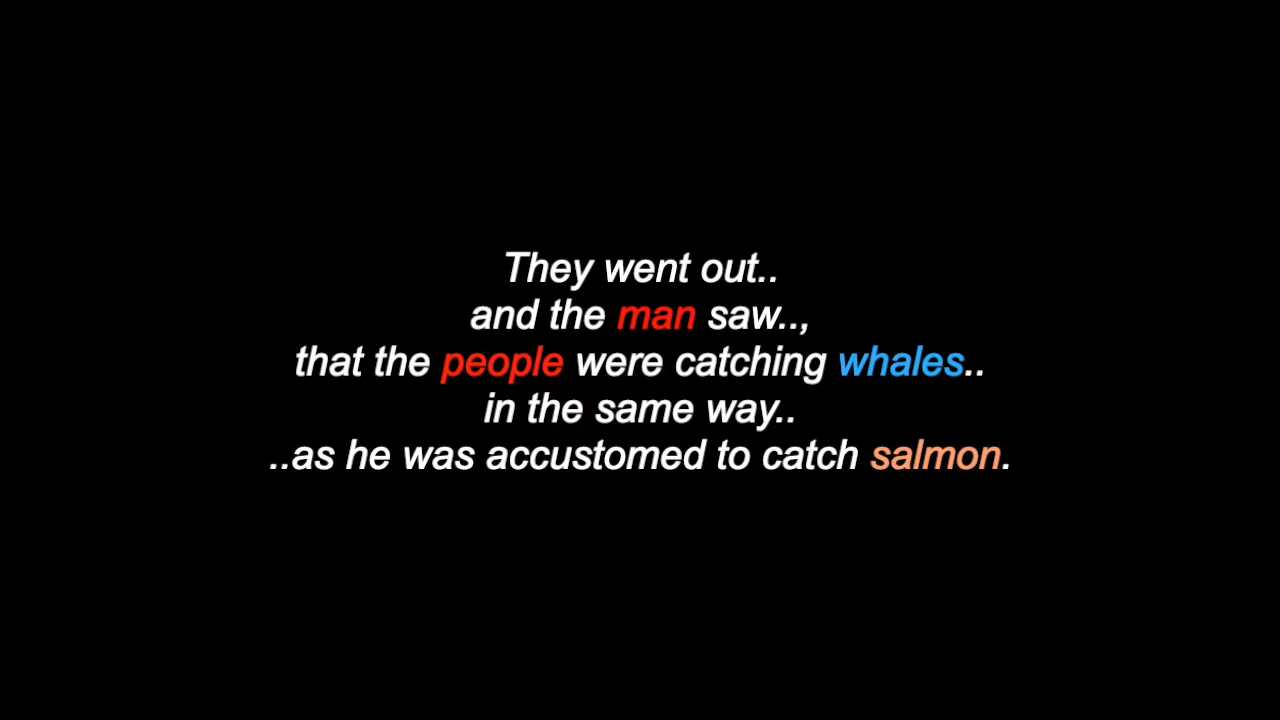 They went out..
and the man saw..,
that the people were catching whales..
in the same way..
..as he was accustomed to catch salmon.